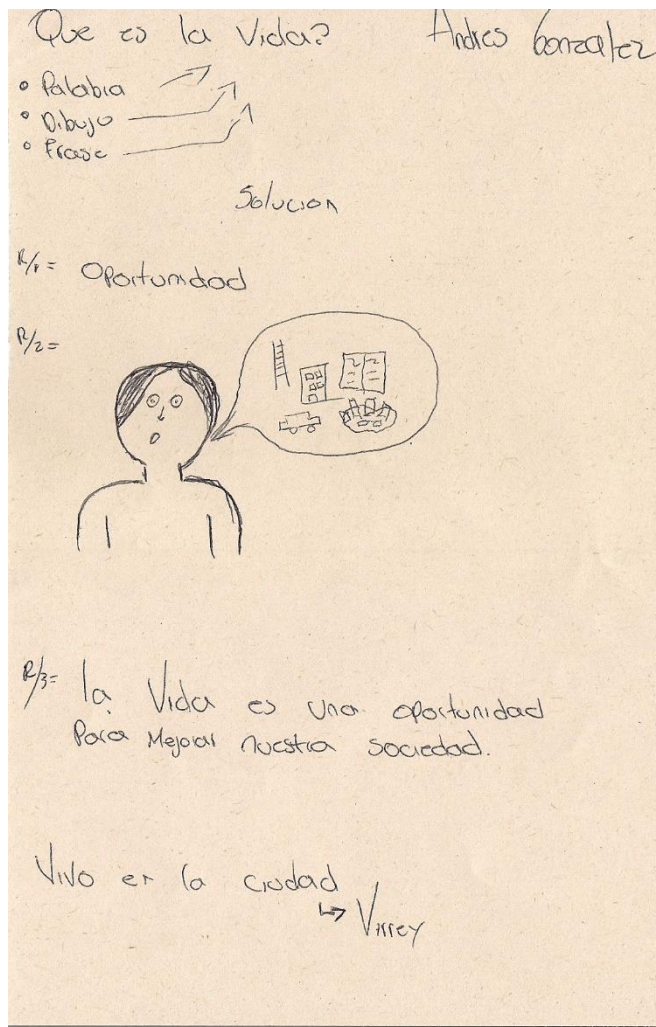 Que es la Vida? Andres Gonzalez
• Palabra
• Dibujo
• Frase
Solucion
R/1= Oportunidad
R/2=
R/3= la Vida es una oportunidad
Para Mejorar nuestra sociedad.
Vivo en la ciudad
↳ Virrey